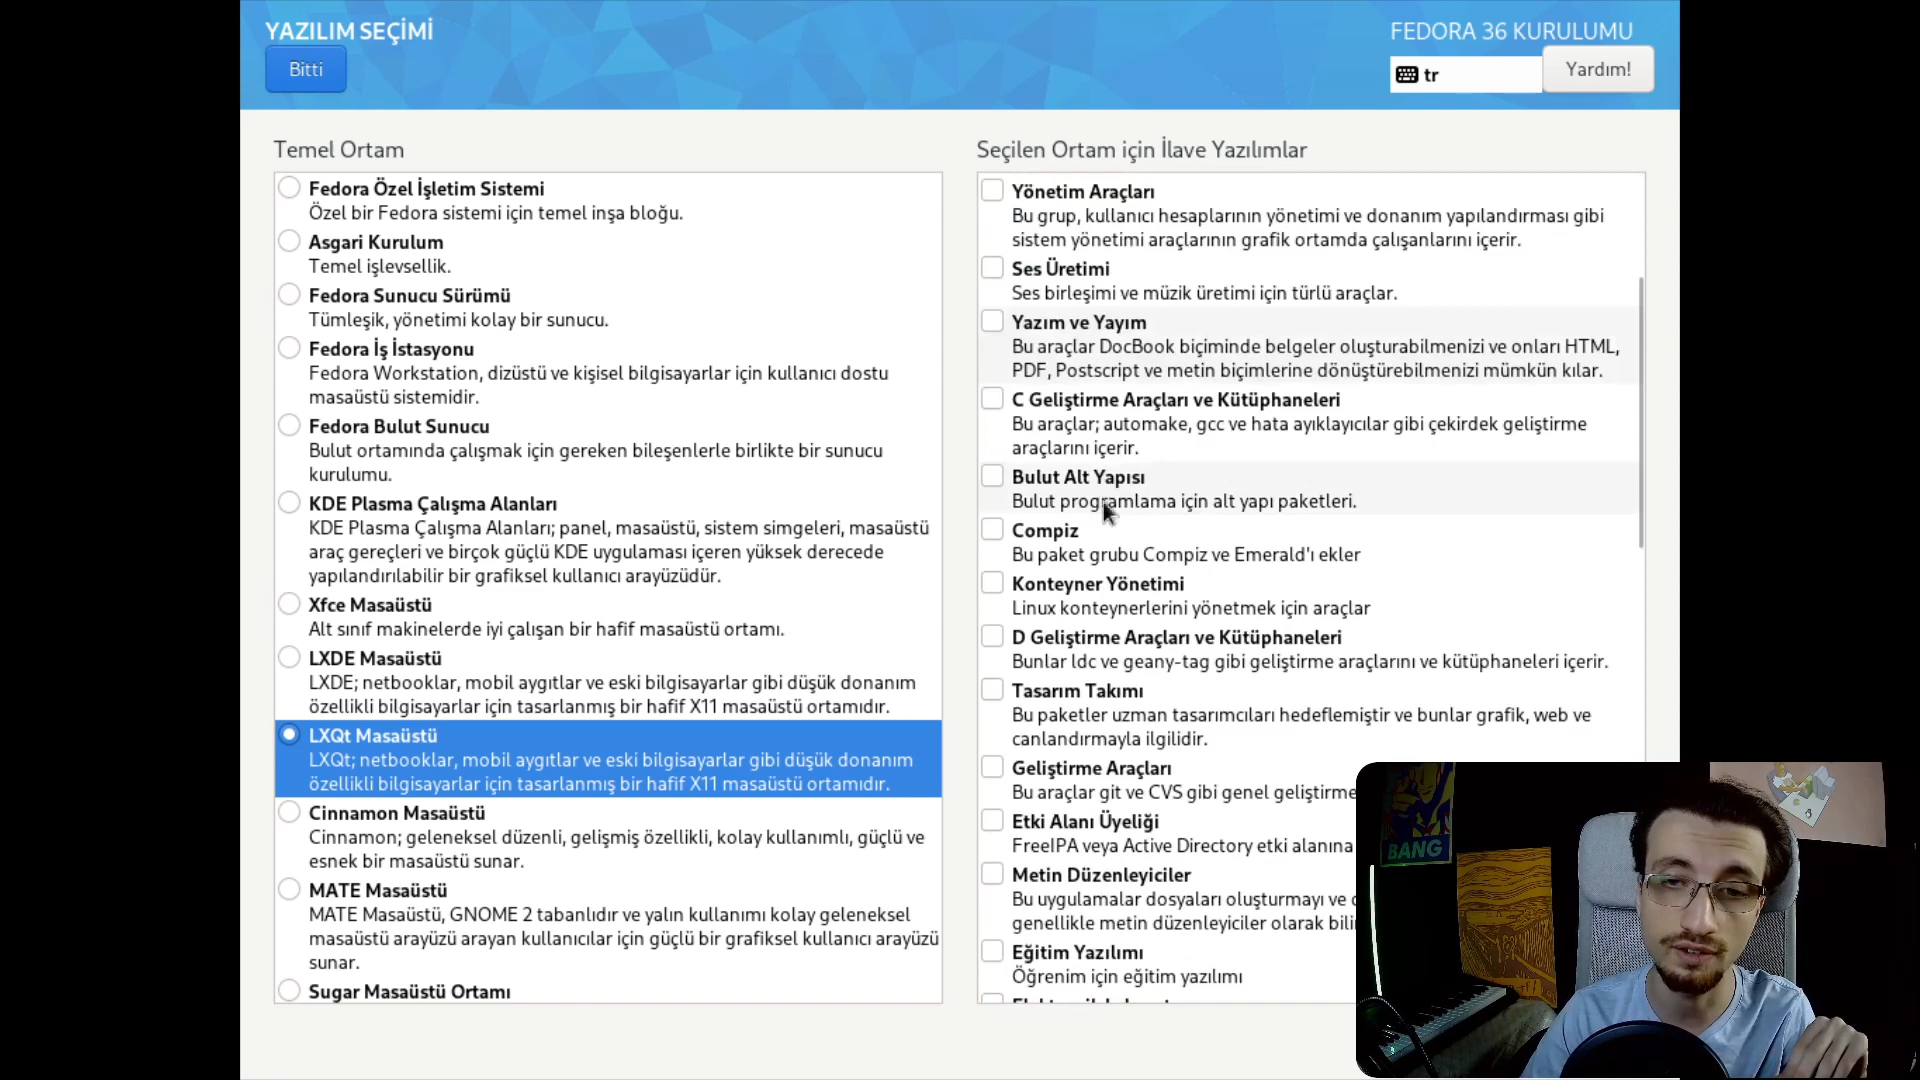 YAZILIM SEÇİMİ
Bitti
FEDORA 36 KURULUMU
tr
Yardım!
Temel Ortam
Fedora Özel İşletim Sistemi
Özel bir Fedora sistemi için temel inşa bloğu.
Asgari Kurulum
Temel işlevsellik.
Fedora Sunucu Sürümü
Tümleşik, yönetimi kolay bir sunucu.
Fedora İş İstasyonu
Fedora Workstation, dizüstü ve kişisel bilgisayarlar için kullanıcı dostu
masaüstü sistemidir.
Fedora Bulut Sunucu
Bulut ortamında çalışmak için gereken bileşenlerle birlikte bir sunucu
kurulumu.
KDE Plasma Çalışma Alanları
KDE Plasma Çalışma Alanları; panel, masaüstü, sistem simgeleri, masaüstü
araç gereçleri ve birçok güçlü KDE uygulaması içeren yüksek derecede
yapılandırılabilir bir grafiksel kullanıcı arayüzüdür.
Xfce Masaüstü
Alt sınıf makinelerde iyi çalışan bir hafif masaüstü ortamı.
LXDE Masaüstü
LXDE; netbooklar, mobil aygıtlar ve eski bilgisayarlar gibi düşük donanım
özellikli bilgisayarlar için tasarlanmış bir hafif X11 masaüstü ortamıdır.
LXQt Masaüstü
LXQt; netbooklar, mobil aygıtlar ve eski bilgisayarlar gibi düşük donanım
özellikli bilgisayarlar için tasarlanmış bir hafif X11 masaüstü ortamıdır.
Cinnamon Masaüstü
Cinnamon; geleneksel düzenli, gelişmiş özellikli, kolay kullanımlı, güçlü ve
esnek bir masaüstü sunar.
MATE Masaüstü
MATE Masaüstü, GNOME 2 tabanlıdır ve yalın kullanımı kolay geleneksel
masaüstü arayüzü arayan kullanıcılar için güçlü bir grafiksel kullanıcı arayüzü
sunar.
Sugar Masaüstü Ortamı
Seçilen Ortam için İlave Yazılımlar
Yönetim Araçları
Bu grup, kullanıcı hesaplarının yönetimi ve donanım yapılandırması gibi
sistem yönetimi araçlarının grafik ortamda çalışanlarını içerir.
Ses Üretimi
Ses birleşimi ve müzik üretimi için türlü araçlar.
Yazım ve Yayım
Bu araçlar DocBook biçiminde belgeler oluşturabilmenizi ve onları HTML,
PDF, Postscript ve metin biçimlerine dönüştürebilmenizi mümkün kılar.
C Geliştirme Araçları ve Kütüphaneleri
Bu araçlar; automake, gcc ve hata ayıklayıcılar gibi çekirdek geliştirme
araçlarını içerir.
Bulut Alt Yapısı
Bulut programlama için alt yapı paketleri.
Compiz
Bu paket grubu Compiz ve Emerald'ı ekler
Konteyner Yönetimi
Linux konteynerlerini yönetmek için araçlar
D Geliştirme Araçları ve Kütüphaneleri
Bunlar ldc ve geany-tag gibi geliştirme araçlarını ve kütüphaneleri içerir.
Tasarım Takımı
Bu paketler uzman tasarımcıları hedeflemiştir ve bunlar grafik, web ve
canlandırmayla ilgilidir.
Geliştirme Araçları
Bu araçlar git ve CVS gibi genel geliştirme
Etki Alanı Üyeliği
FreeIPA veya Active Directory etki alanına
Metin Düzenleyiciler
Bu uygulamalar dosyaları oluşturmayı ve
genellikle metin düzenleyiciler olarak
Eğitim Yazılımı
Öğrenim için eğitim yazılımı
BANG